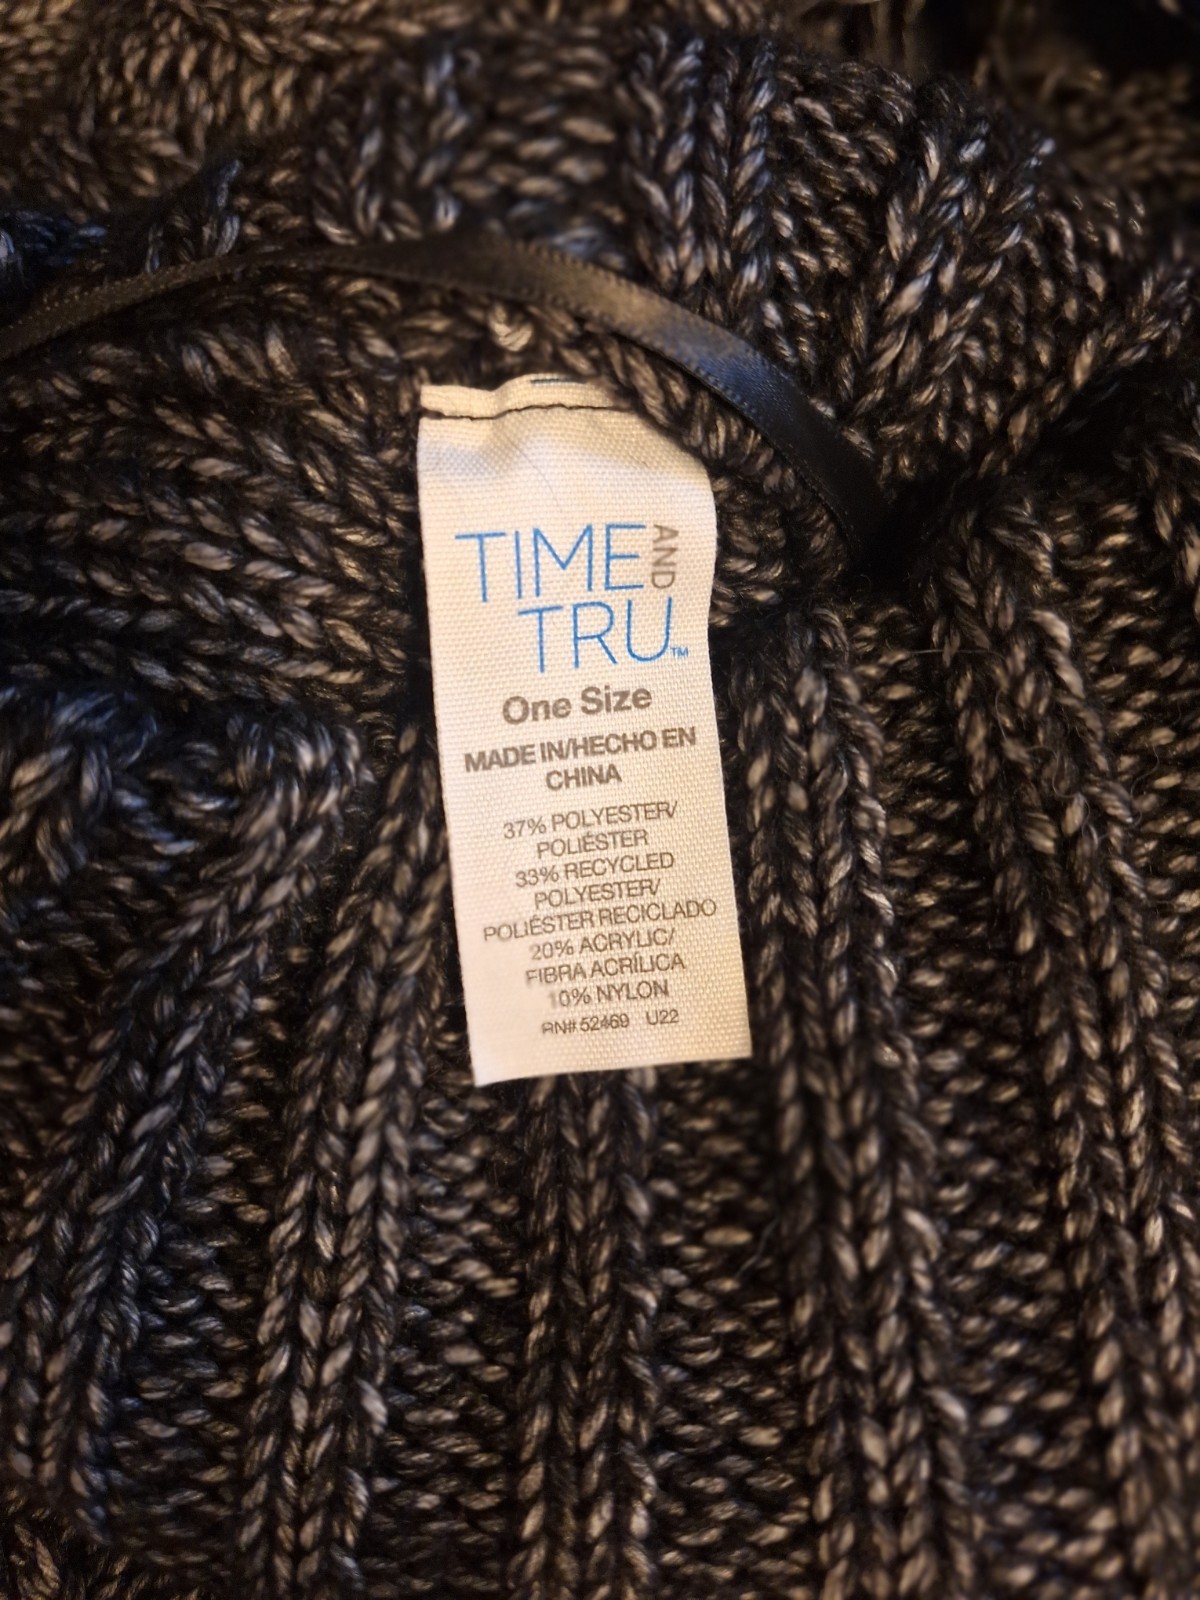 TIME AND
TRU™
One Size
MADE IN/HECHO EN
CHINA
37% POLYESTER/
POLIÉSTER
33% RECYCLED
POLYESTER/
POLIÉSTER RECICLADO
20% ACRYLIC/
FIBRA ACRÍLICA
10% NYLON
RN# 52469 U22